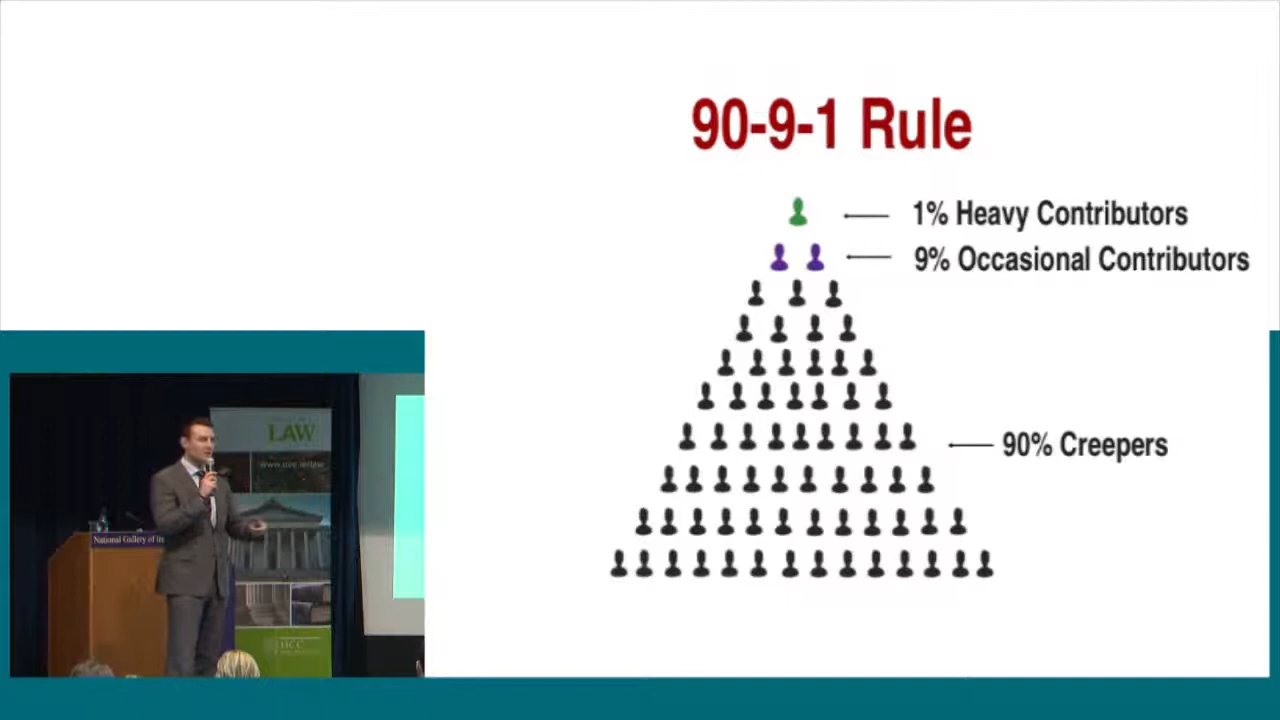 90-9-1 Rule
1% Heavy Contributors
9% Occasional Contributors
90% Creepers
LAW
National Gallery of